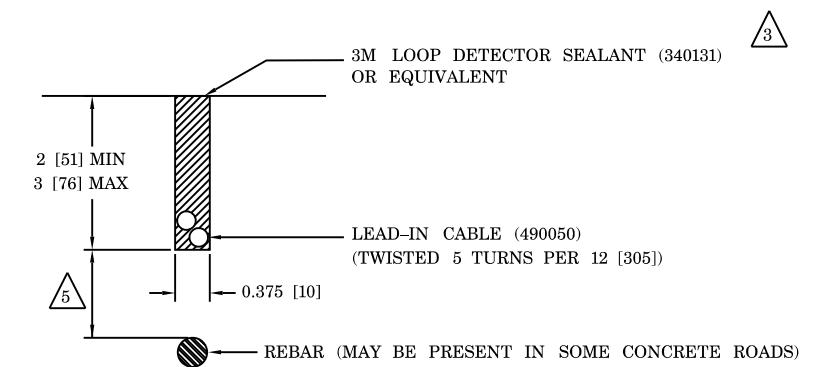 3
3M LOOP DETECTOR SEALANT (340131)
OR EQUIVALENT
2 [51] MIN
3 [76] MAX
LEAD–IN CABLE (490050)
(TWISTED 5 TURNS PER 12 [305])
5
0.375 [10]
REBAR (MAY BE PRESENT IN SOME CONCRETE ROADS)